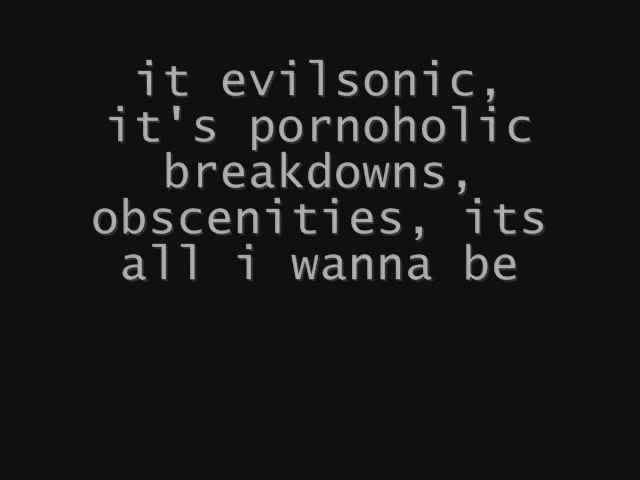 it evilsonic,
it's pornoholic
breakdowns,
obscenities, its
all i wanna be